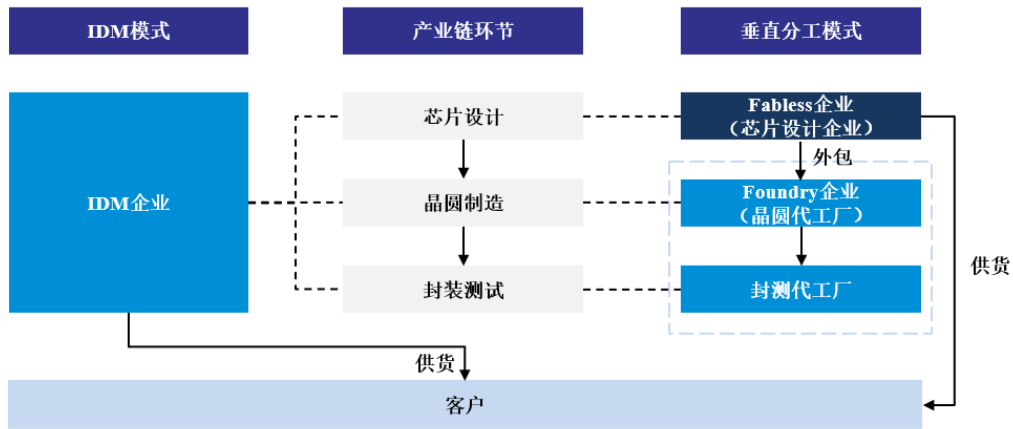 IDM模式
产业链环节
垂直分工模式
IDM企业
芯片设计
晶圆制造
封装测试
Fabless企业
（芯片设计企业）
外包
Foundry企业
（晶圆代工厂）
封测代工厂
供货
供货
客户